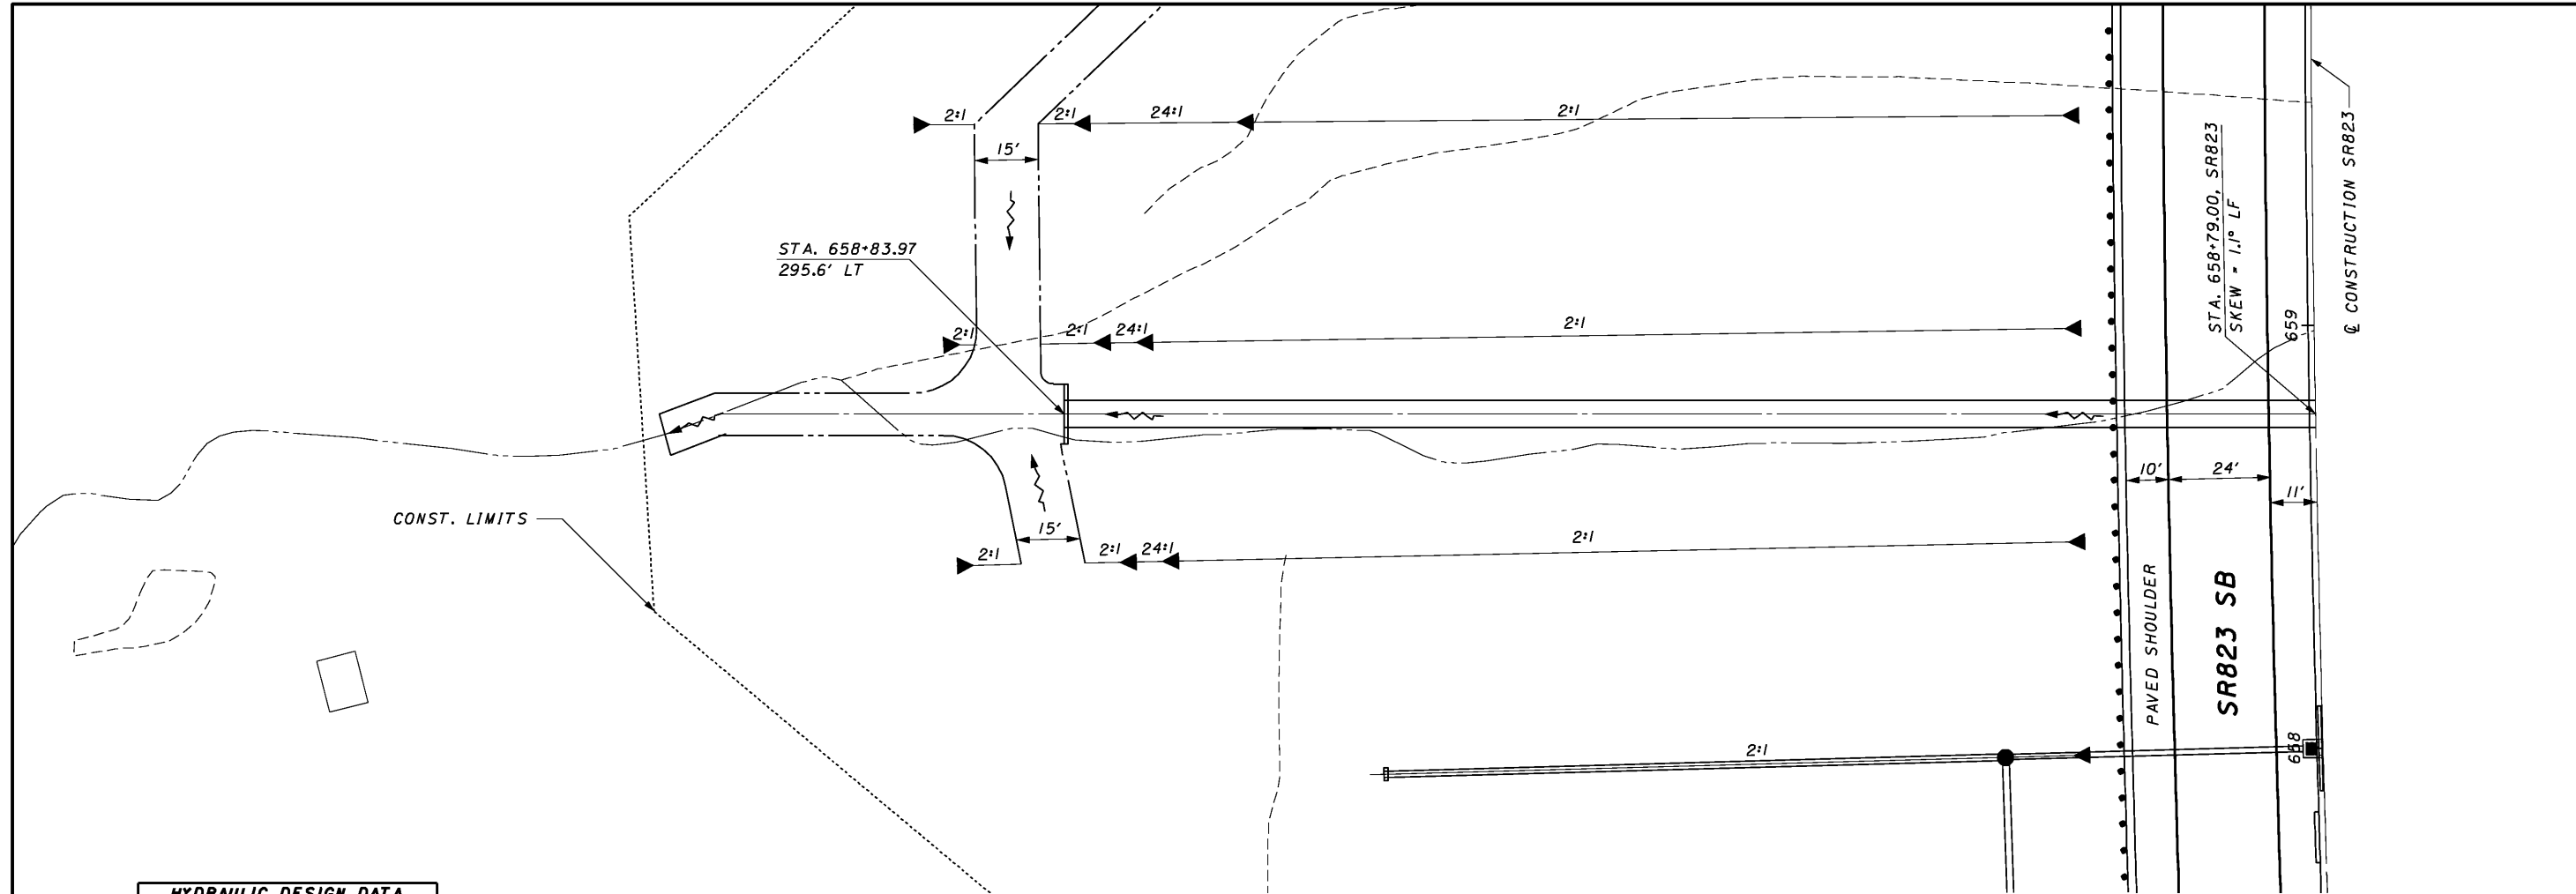 2:1
2:1
24:1
2:1
15'
STA. 658+83.97
295.6' LT
2:1
2:1
24:1
2:1
STA. 658+79.00, SR823
SKEW = 1.1° LF
659
℄ CONSTRUCTION SR823
10'
24'
11'
CONST. LIMITS
15'
2:1
2:1
24:1
2:1
PAVED SHOULDER
SR823 SB
2:1
658
HYDRAULIC DESIGN DATA